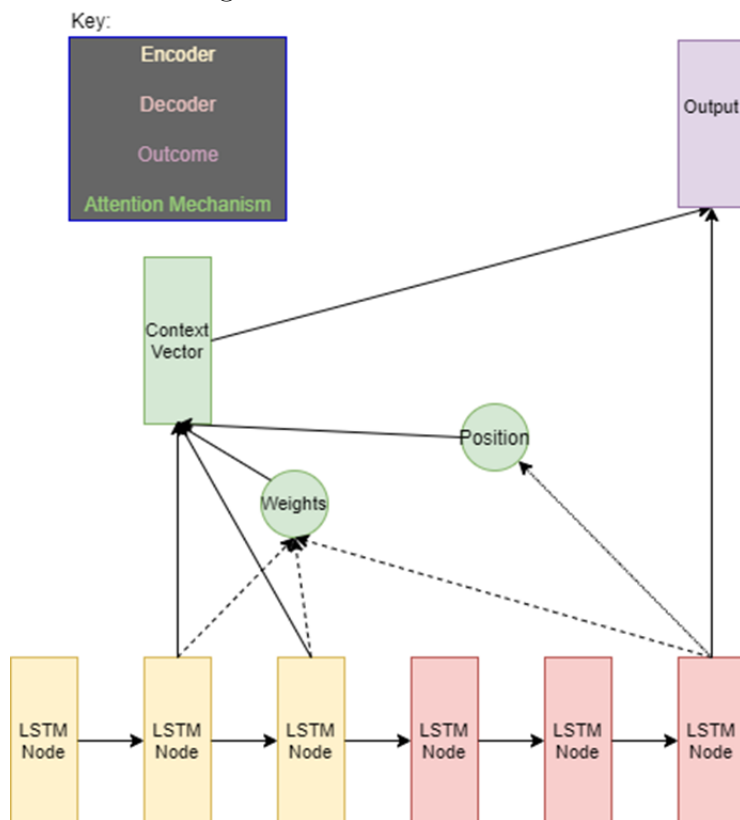 Key:
Encoder
Decoder
Outcome
Attention Mechanism
Output
Context
Vector
Position
Weights
LSTM
Node
LSTM
Node
LSTM
Node
LSTM
Node
LSTM
Node
LSTM
Node